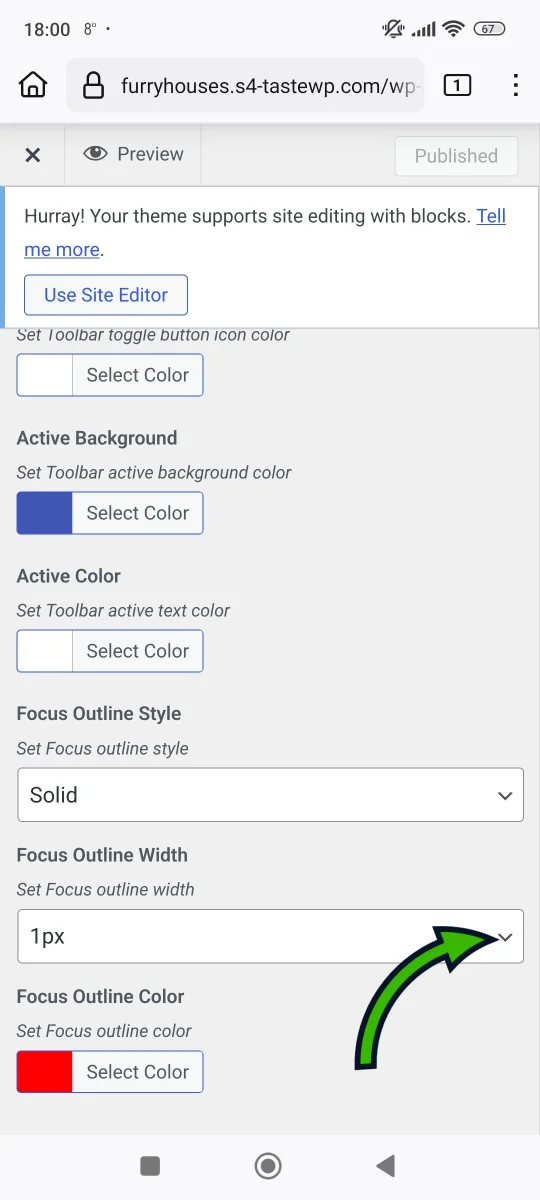 18:00 8° · 67
furryhouses.s4-tastewp.com/wp- 1
Preview Published
Hurray! Your theme supports site editing with blocks. Tell
me more.
Use Site Editor
Set Toolbar toggle button icon color
Select Color
Active Background
Set Toolbar active background color
Select Color
Active Color
Set Toolbar active text color
Select Color
Focus Outline Style
Set Focus outline style
Solid
Focus Outline Width
Set Focus outline width
1px
Focus Outline Color
Set Focus outline color
Select Color